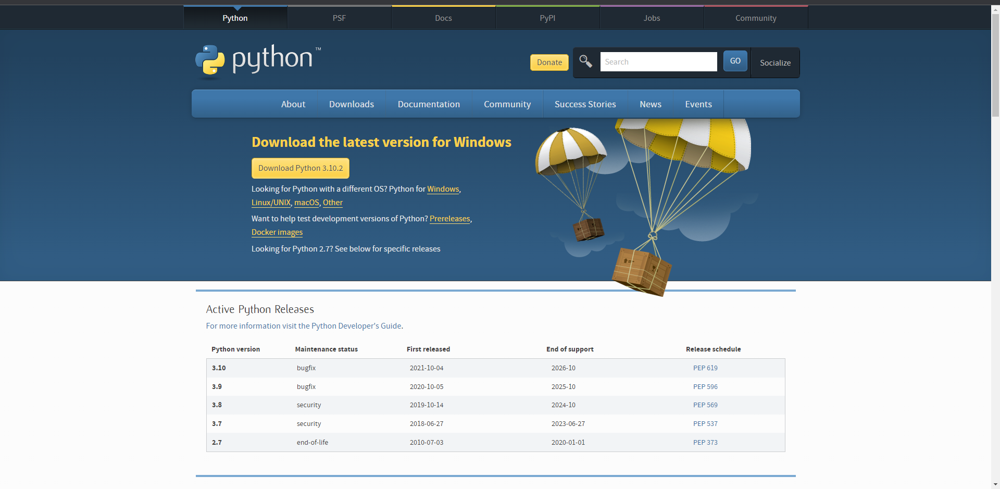 Python PSF Docs PyPI Jobs Community
python™
Donate Search GO Socialize
About Downloads Documentation Community Success Stories News Events
Download the latest version for Windows
Download Python 3.10.2
Looking for Python with a different OS? Python for Windows,
Linux/UNIX, macOS, Other
Want to help test development versions of Python? Prereleases,
Docker images
Looking for Python 2.7? See below for specific releases
Active Python Releases
For more information visit the Python Developer's Guide.
Python version Maintenance status First released End of support Release schedule
3.10 bugfix 2021-10-04 2026-10 PEP 619
3.9 bugfix 2020-10-05 2025-10 PEP 596
3.8 security 2019-10-14 2024-10 PEP 569
3.7 security 2018-06-27 2023-06-27 PEP 537
2.7 end-of-life 2010-07-03 2020-01-01 PEP 373